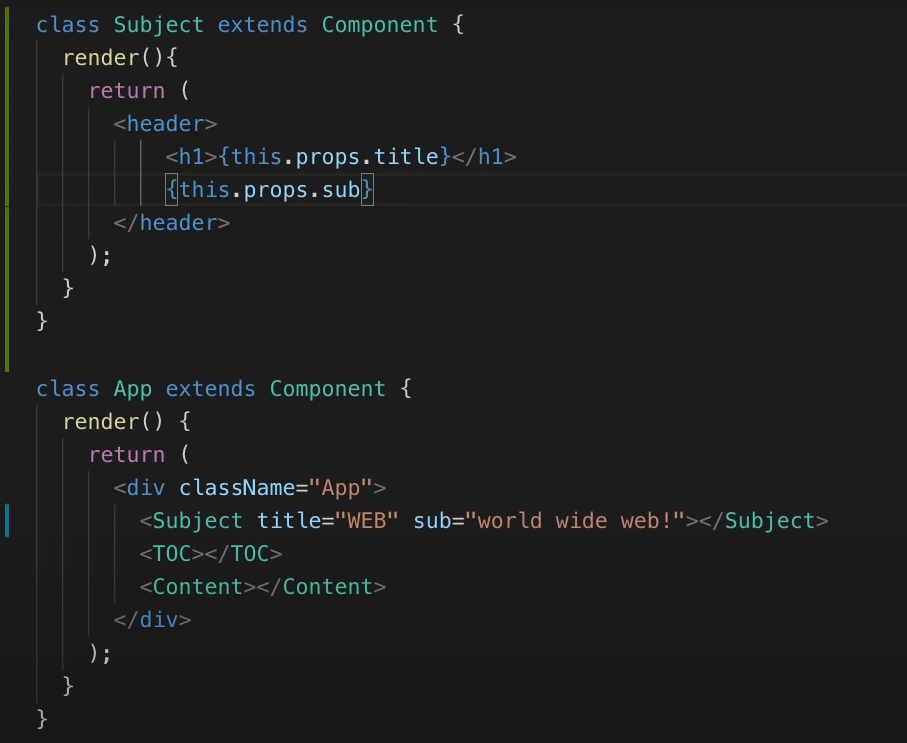 class Subject extends Component {
render(){
return (
<header>
<h1>{this.props.title}</h1>
{this.props.sub}
</header>
);
}
}
class App extends Component {
render() {
return (
<div className="App">
<Subject title="WEB" sub="world wide web!"></Subject>
<TOC></TOC>
<Content></Content>
</div>
);
}
}